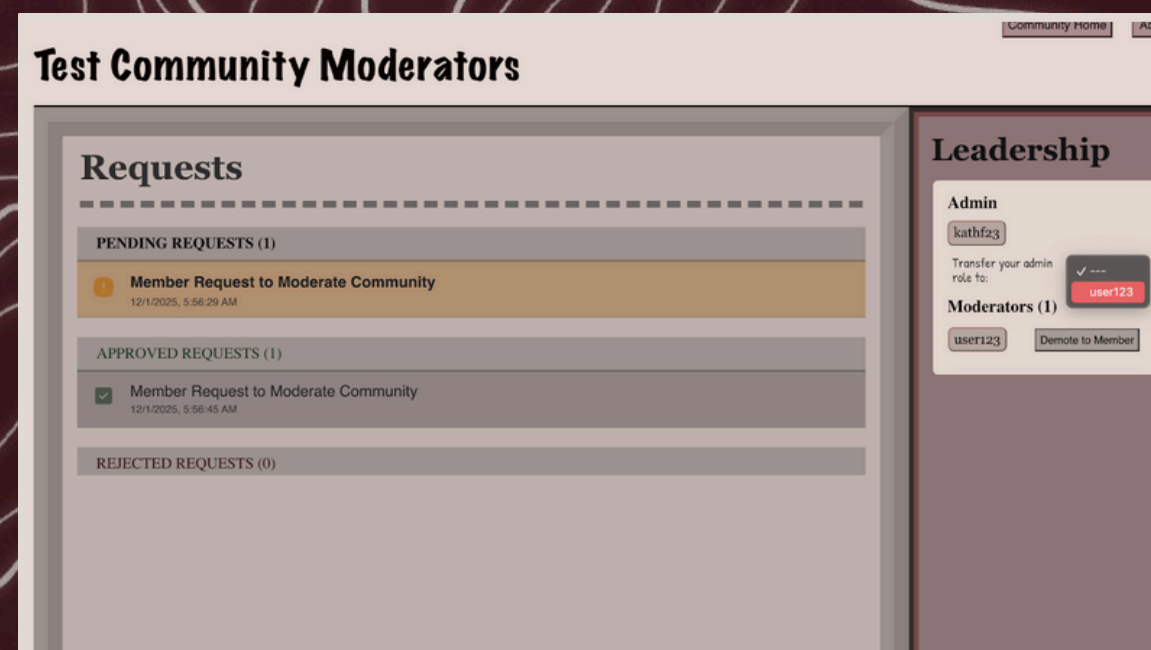 Community Home
Test Community Moderators
Requests
PENDING REQUESTS (1)
Member Request to Moderate Community
12/1/2025, 5:56:29 AM
APPROVED REQUESTS (1)
Member Request to Moderate Community
12/1/2025, 5:56:45 AM
REJECTED REQUESTS (0)
Leadership
Admin
kathf23
Transfer your admin
role to:
✓ ---
user123
Moderators (1)
user123
Demote to Member